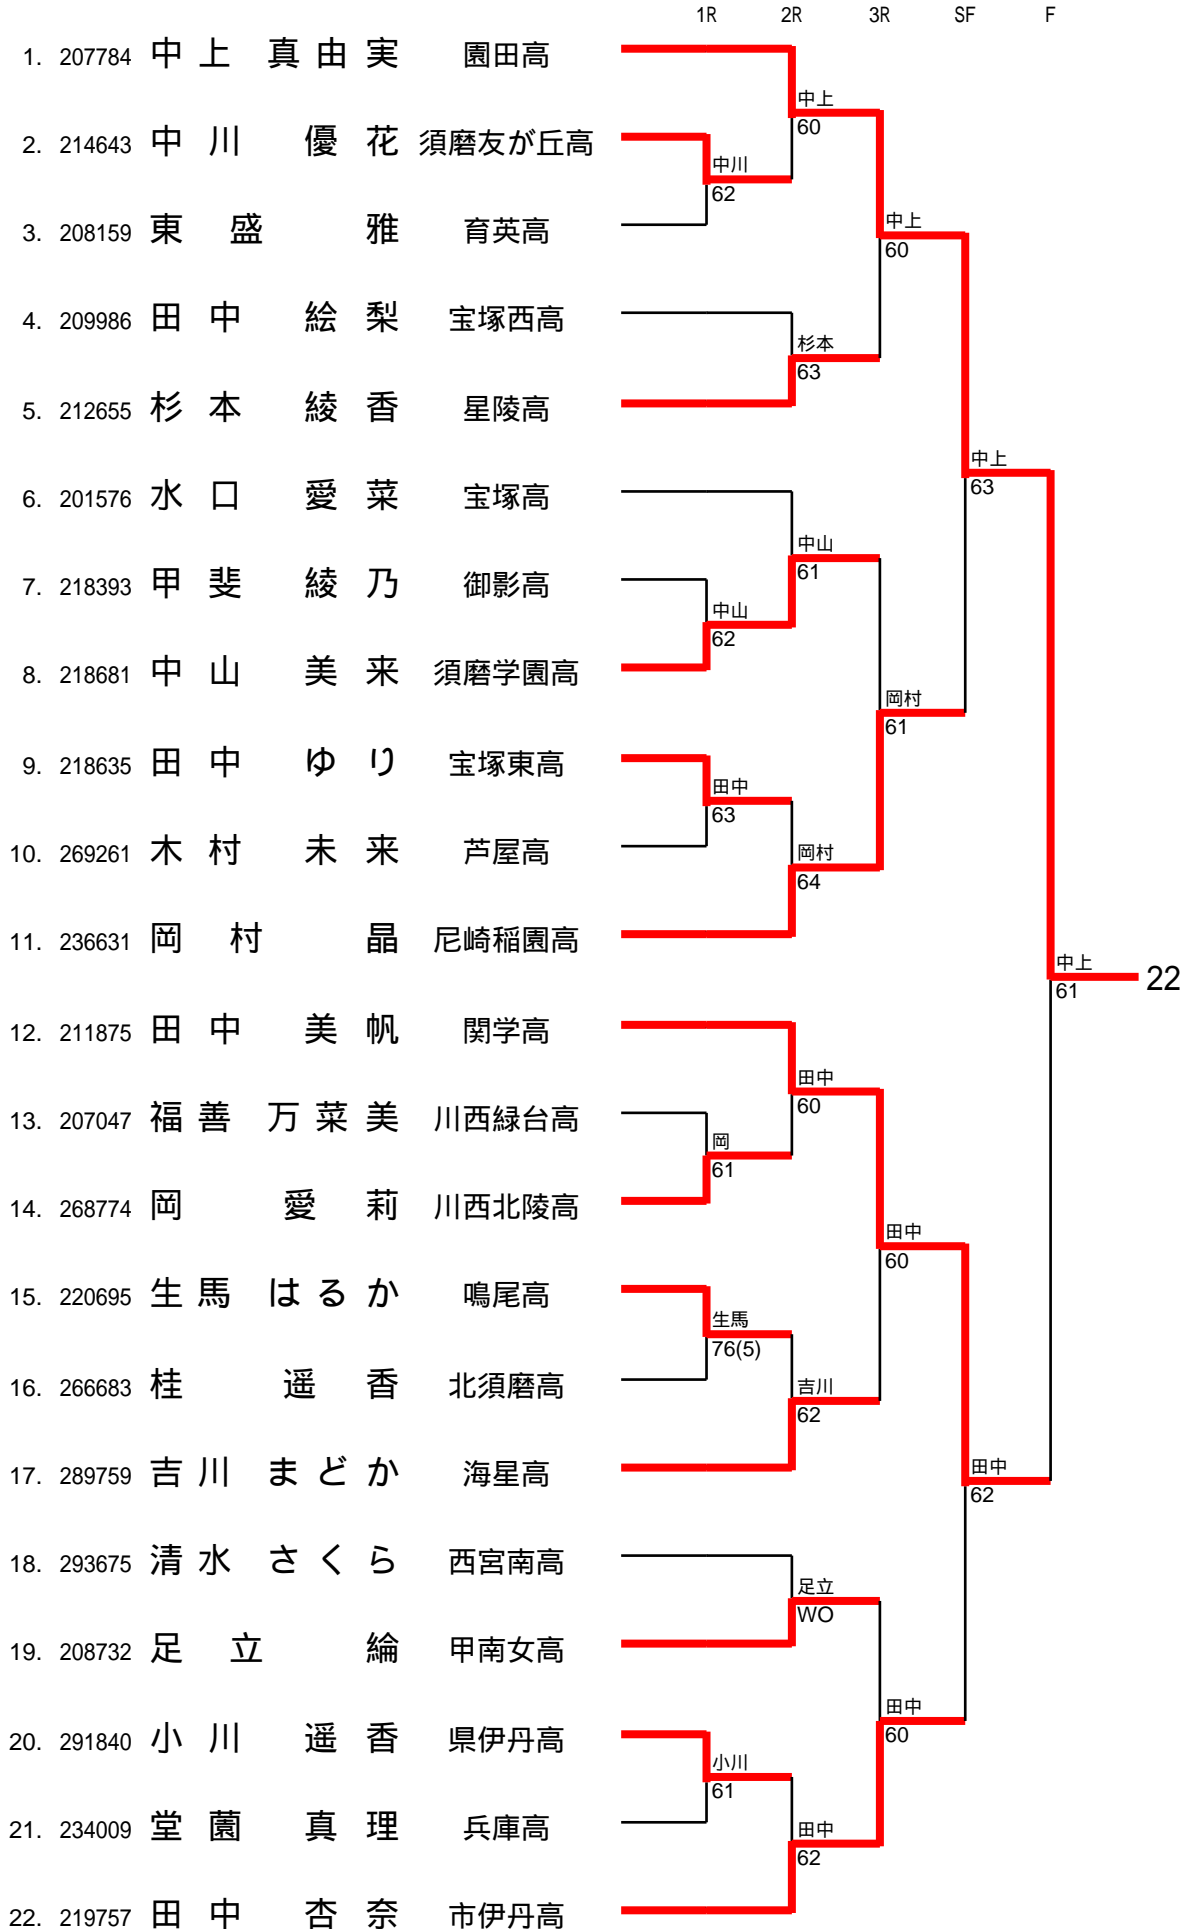 1R 2R 3R SF F
1. 207784 中上 真由実 園田高
中上
60
2. 214643 中川 優花 須磨友が丘高
中川
62
3. 208159 東盛 雅 育英高
中上
60
4. 209986 田中 絵梨 宝塚西高
杉本
63
5. 212655 杉本 綾香 星陵高
中上
63
6. 201576 水口 愛菜 宝塚高
中山
61
7. 218393 甲斐 綾乃 御影高
中山
62
8. 218681 中山 美来 須磨学園高
岡村
61
9. 218635 田中 ゆり 宝塚東高
田中
63
10. 269261 木村 未来 芦屋高
岡村
64
11. 236631 岡村 晶 尼崎稲園高
中上
61
22
12. 211875 田中 美帆 関学高
田中
60
13. 207047 福善 万菜美 川西緑台高
岡
61
14. 268774 岡 愛莉 川西北陵高
田中
60
15. 220695 生馬 はるか 鳴尾高
生馬
76(5)
16. 266683 桂 遥香 北須磨高
吉川
62
17. 289759 吉川 まどか 海星高
田中
62
18. 293675 清水 さくら 西宮南高
足立
WO
19. 208732 足立 綸 甲南女高
田中
60
20. 291840 小川 遥香 県伊丹高
小川
61
21. 234009 堂薗 真理 兵庫高
田中
62
22. 219757 田中 杏奈 市伊丹高